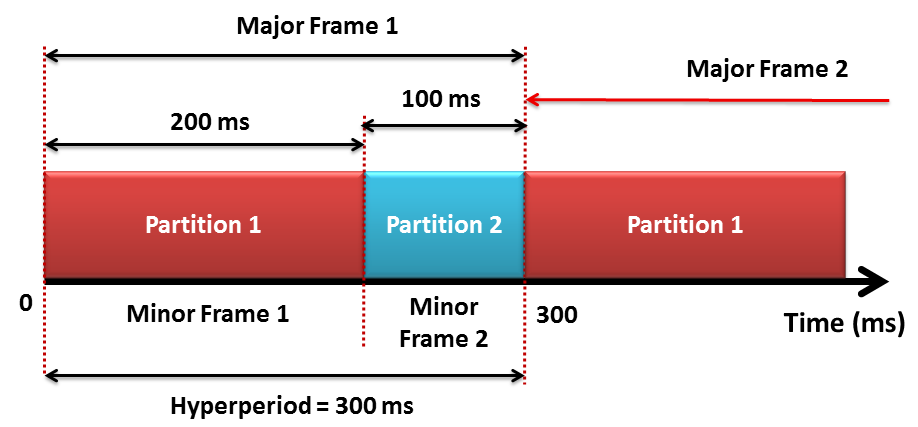 Major Frame 1
Major Frame 2
100 ms
200 ms
Partition 1
Partition 2
Partition 1
0
Minor Frame 1
Minor
Frame 2
300
Time (ms)
Hyperperiod = 300 ms